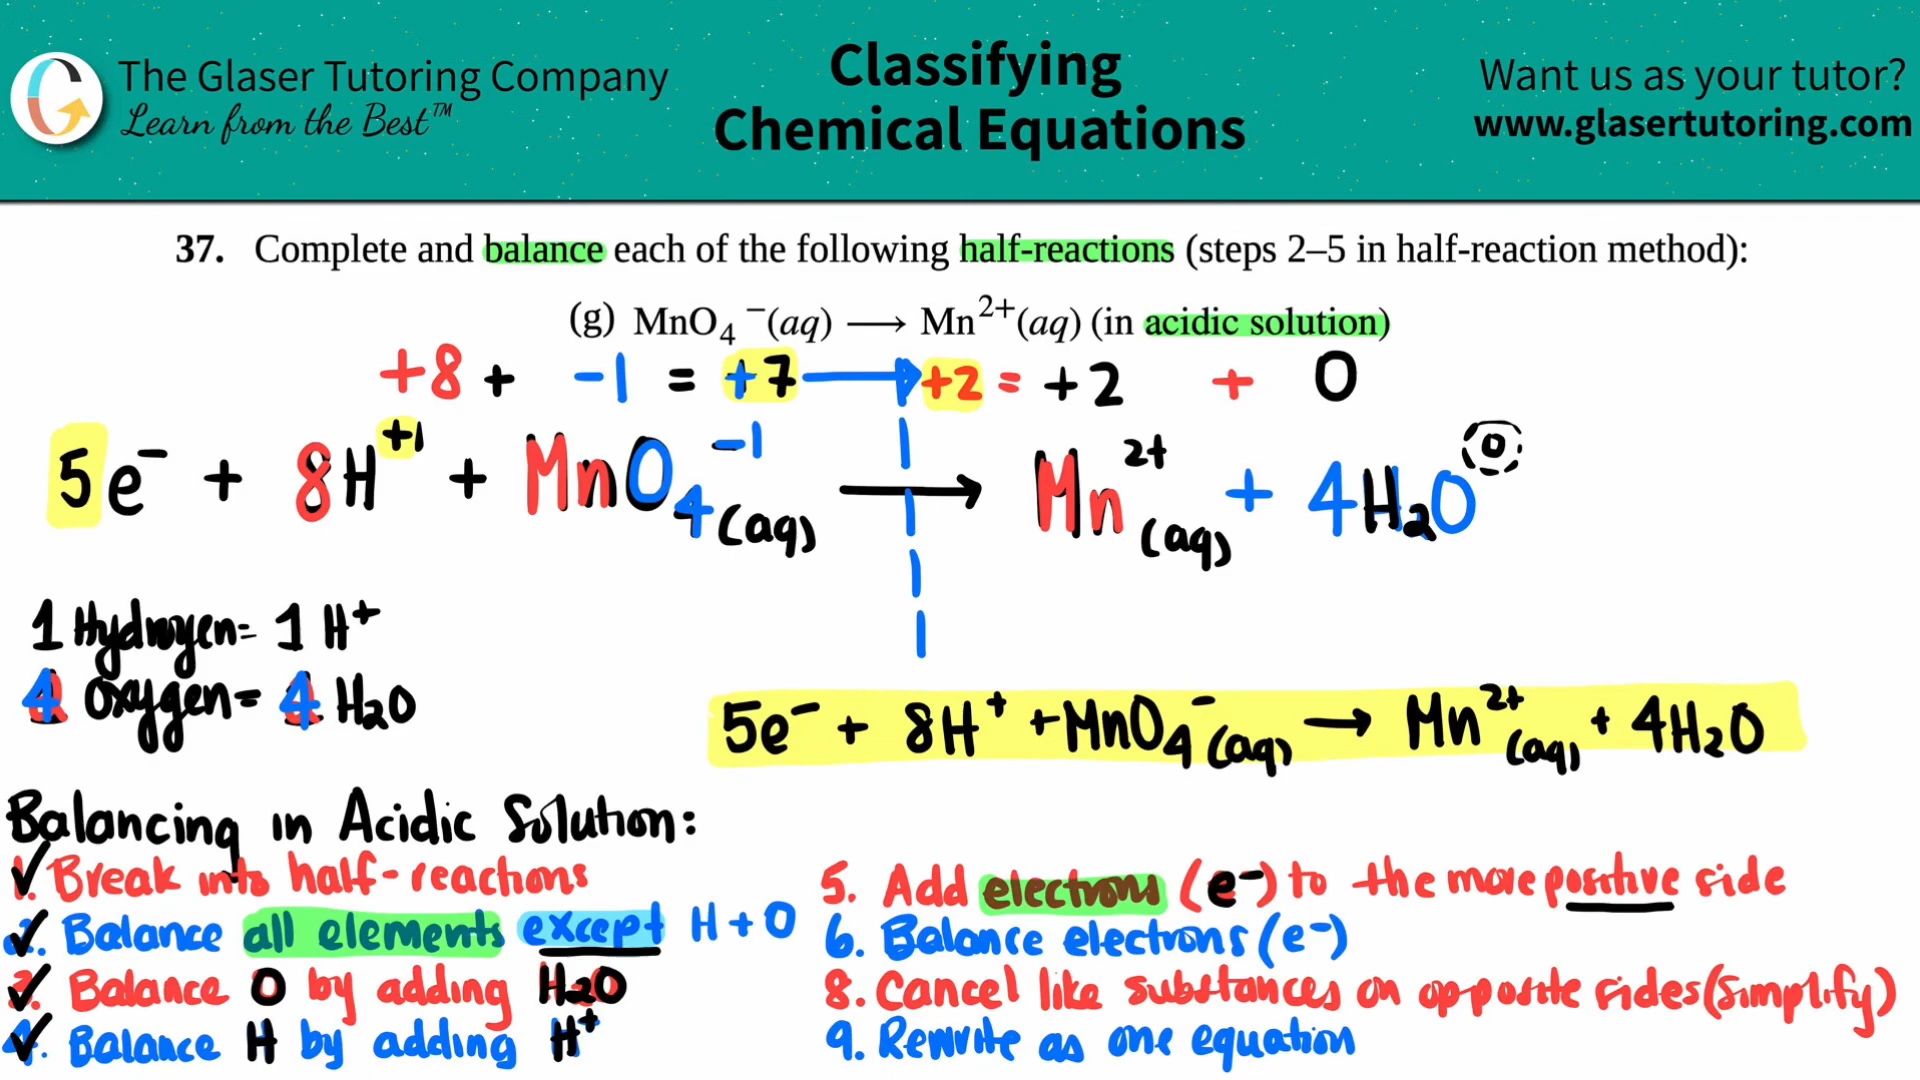 The Glaser Tutoring Company
Learn from the Best™
Classifying
Chemical Equations
Want us as your tutor?
www.glasertutoring.com
37. Complete and balance each of the following half-reactions (steps 2–5 in half-reaction method):
(g) MnO₄⁻(aq) ⟶ Mn²⁺(aq) (in acidic solution)
+8 + -1 = +7 → +2 = +2 + 0
5e⁻ + 8H⁺¹ + MnO₄⁻¹(aq) → Mn²⁺(aq) + 4H₂O⁰
1 Hydrogen = 1 H⁺
4 Oxygen = 4 H₂O
5e⁻ + 8H⁺ + MnO₄⁻(aq) → Mn²⁺(aq) + 4H₂O
Balancing in Acidic Solution:
1. Break into half-reactions
2. Balance all elements except H + O
3. Balance O by adding H₂O
4. Balance H by adding H⁺
5. Add electrons (e⁻) to the more positive side
6. Balance electrons (e⁻)
8. Cancel like substances on opposite sides (simplify)
9. Rewrite as one equation